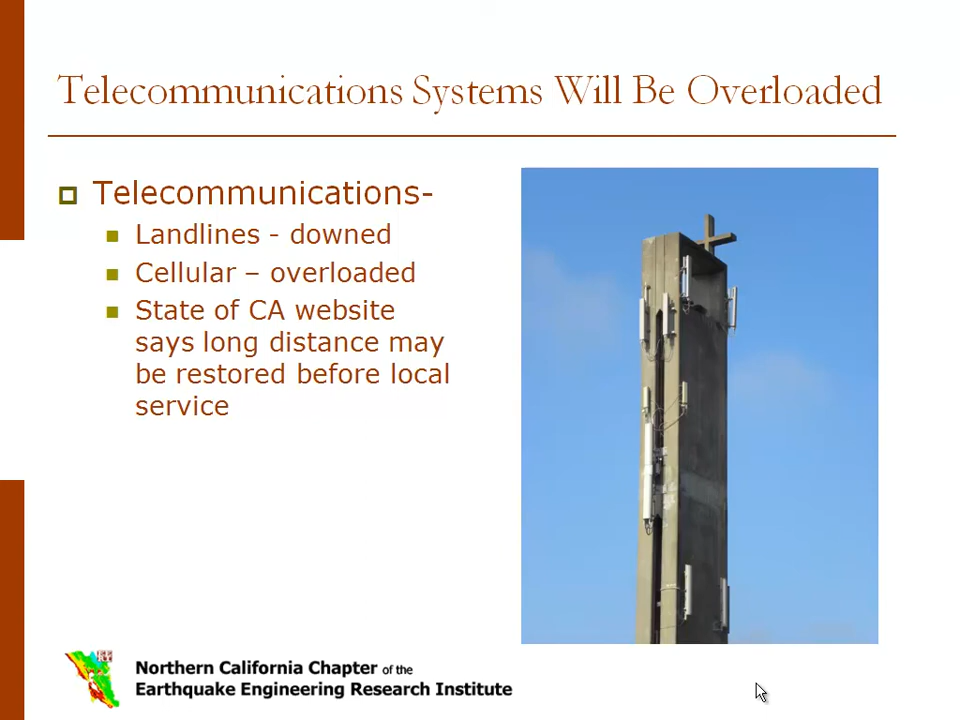 Telecommunications Systems Will Be Overloaded
Telecommunications-
Landlines - downed
Cellular – overloaded
State of CA website
says long distance may
be restored before local
service
Northern California Chapter of the
Earthquake Engineering Research Institute